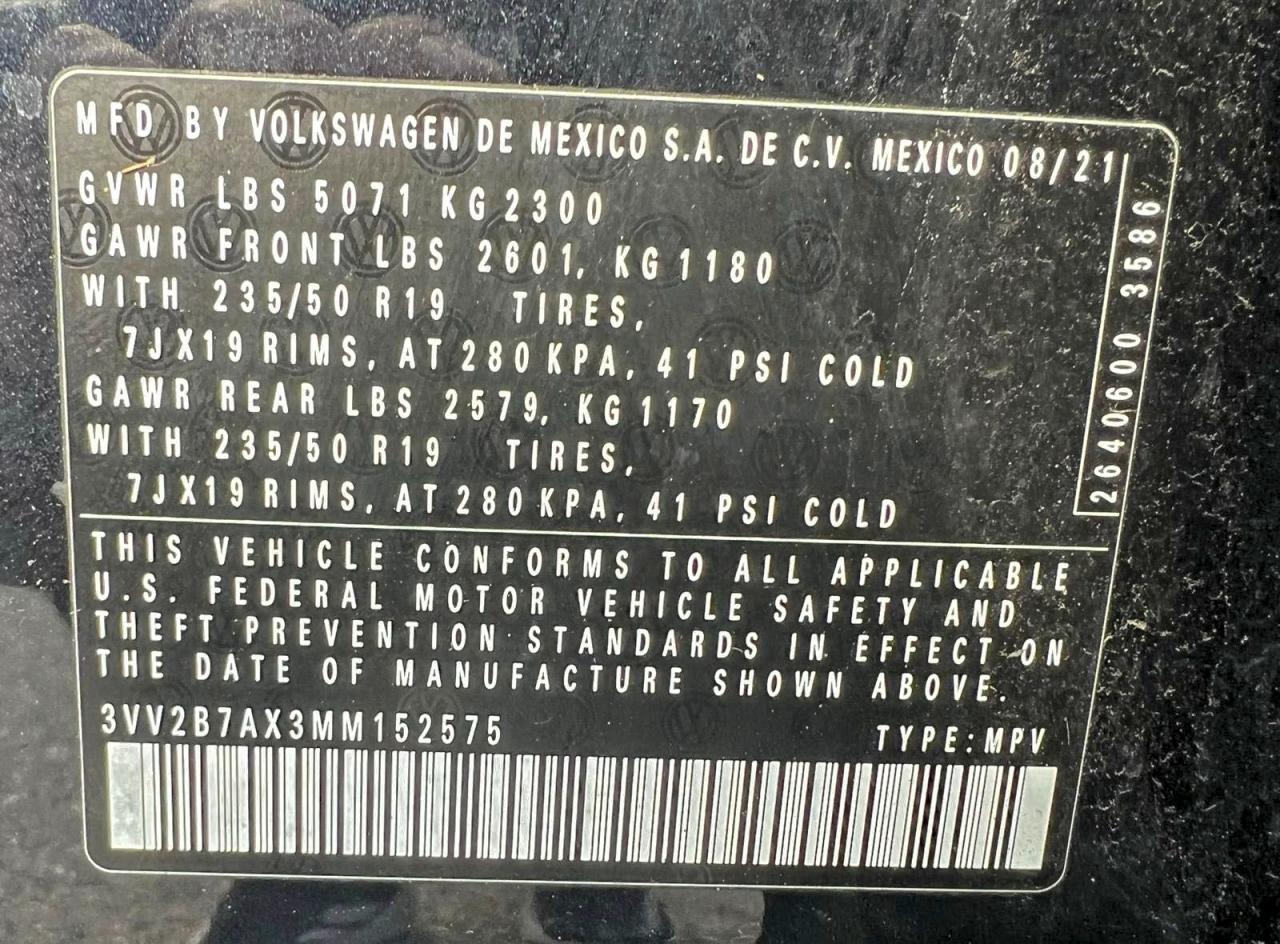 MFD BY VOLKSWAGEN DE MEXICO S.A. DE C.V. MEXICO 08/21
GVWR LBS 5071 KG 2300
GAWR FRONT LBS 2601, KG 1180
WITH 235/50 R19 TIRES,
7JX19 RIMS, AT 280 KPA, 41 PSI COLD
GAWR REAR LBS 2579, KG 1170
WITH 235/50 R19 TIRES,
7JX19 RIMS, AT 280 KPA, 41 PSI COLD
2640600 3586
THIS VEHICLE CONFORMS TO ALL APPLICABLE
U.S. FEDERAL MOTOR VEHICLE SAFETY AND
THEFT PREVENTION STANDARDS IN EFFECT ON
THE DATE OF MANUFACTURE SHOWN ABOVE.
3VV2B7AX3MM152575
TYPE: MPV